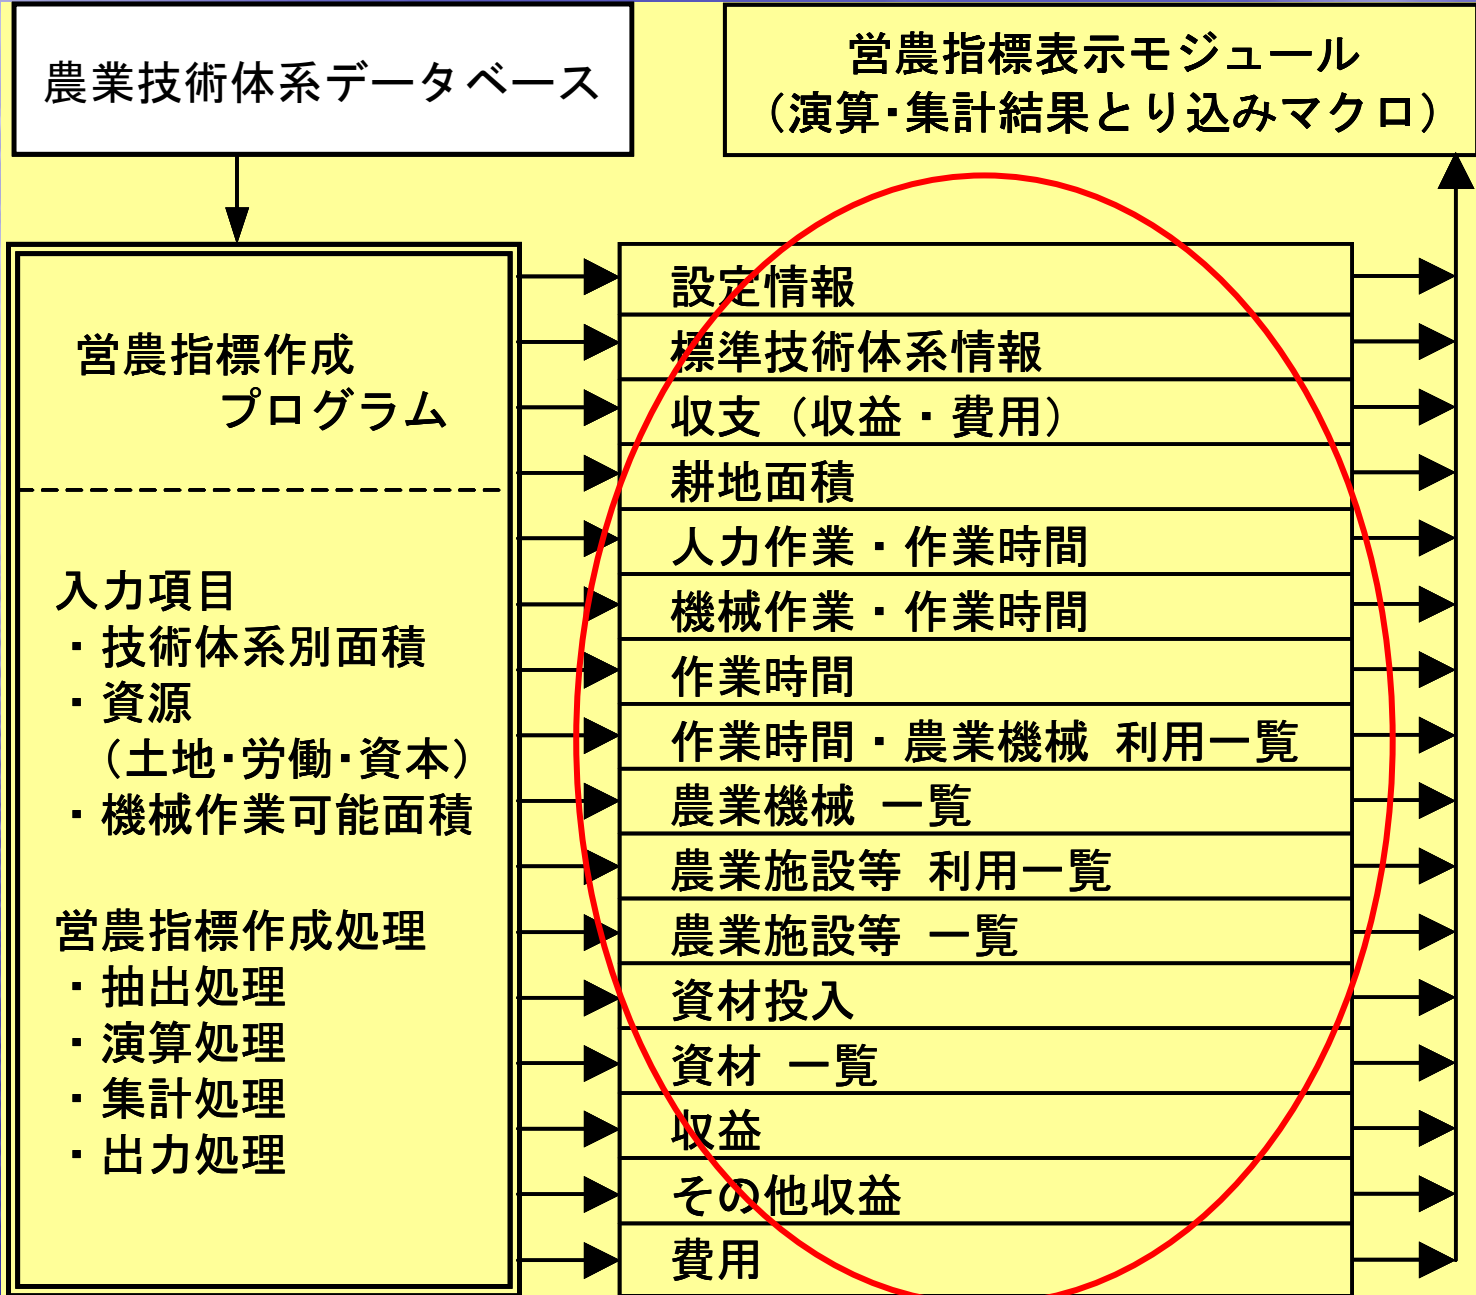 農業技術体系データベース
営農指標表示モジュール
（演算・集計結果とり込みマクロ）
営農指標作成
プログラム
入力項目
・技術体系別面積
・資源
（土地・労働・資本）
・機械作業可能面積
営農指標作成処理
・抽出処理
・演算処理
・集計処理
・出力処理
設定情報
標準技術体系情報
収支（収益・費用）
耕地面積
人力作業・作業時間
機械作業・作業時間
作業時間
作業時間・農業機械 利用一覧
農業機械 一覧
農業施設等 利用一覧
農業施設等 一覧
資材投入
資材 一覧
収益
その他収益
費用